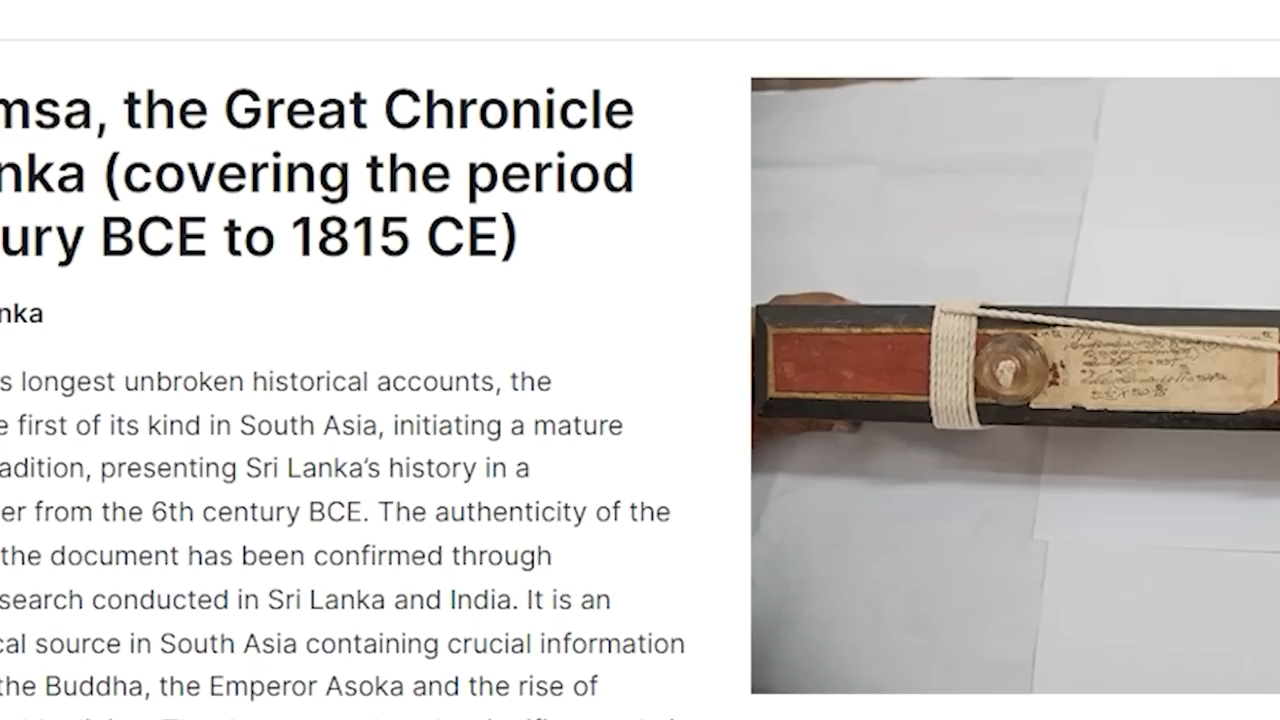 msa, the Great Chronicle
nka (covering the period
ury BCE to 1815 CE)
nka
s longest unbroken historical accounts, the
e first of its kind in South Asia, initiating a mature
adition, presenting Sri Lanka’s history in a
er from the 6th century BCE. The authenticity of the
the document has been confirmed through
search conducted in Sri Lanka and India. It is an
cal source in South Asia containing crucial information
the Buddha, the Emperor Asoka and the rise of